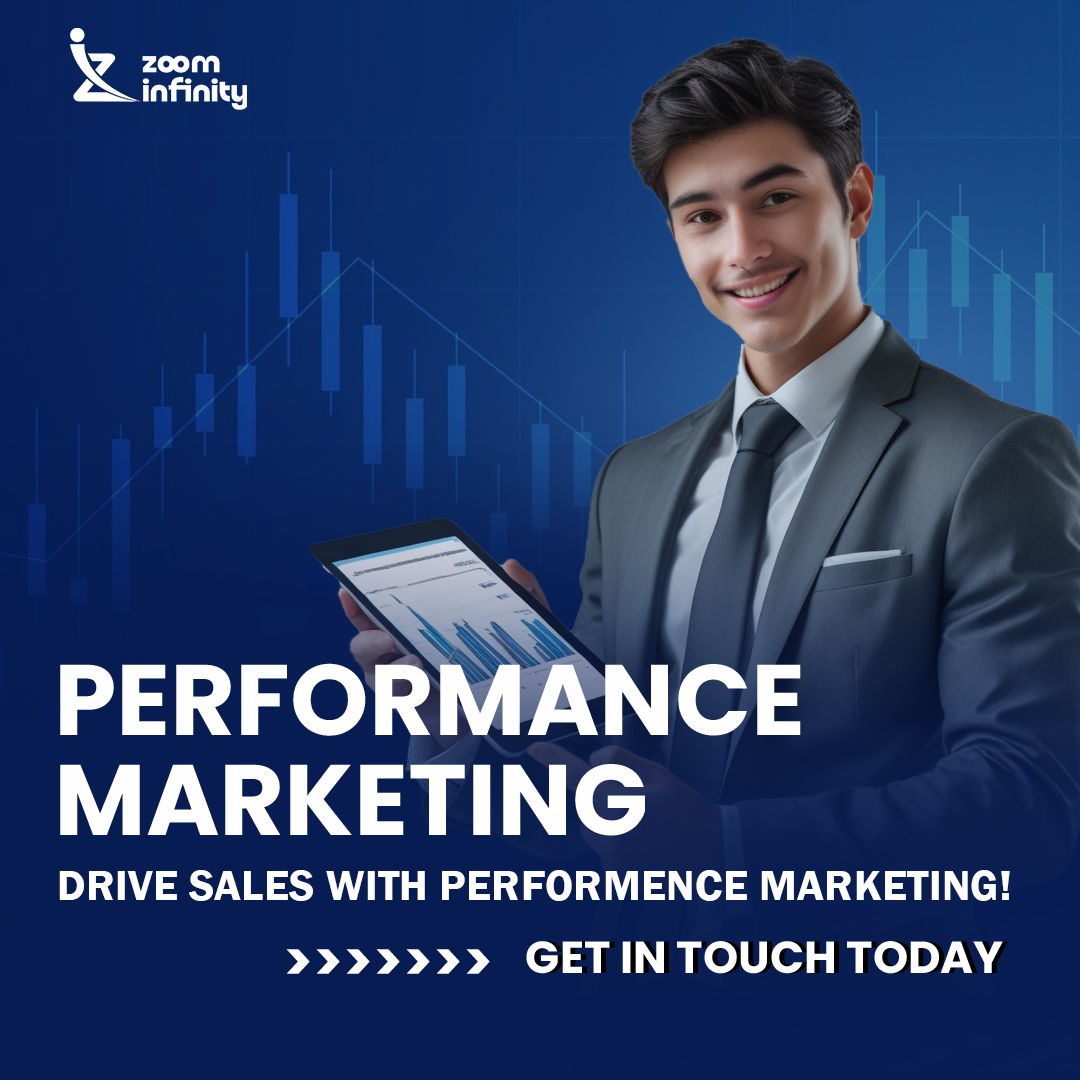 zoom
infinity
PERFORMANCE
MARKETING
DRIVE SALES WITH PERFORMENCE MARKETING!
GET IN TOUCH TODAY